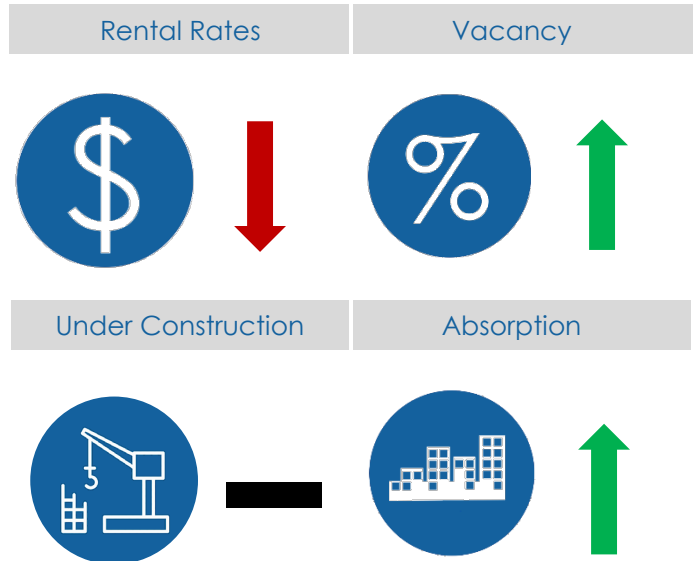 Rental Rates
Vacancy
$
%
Under Construction
Absorption